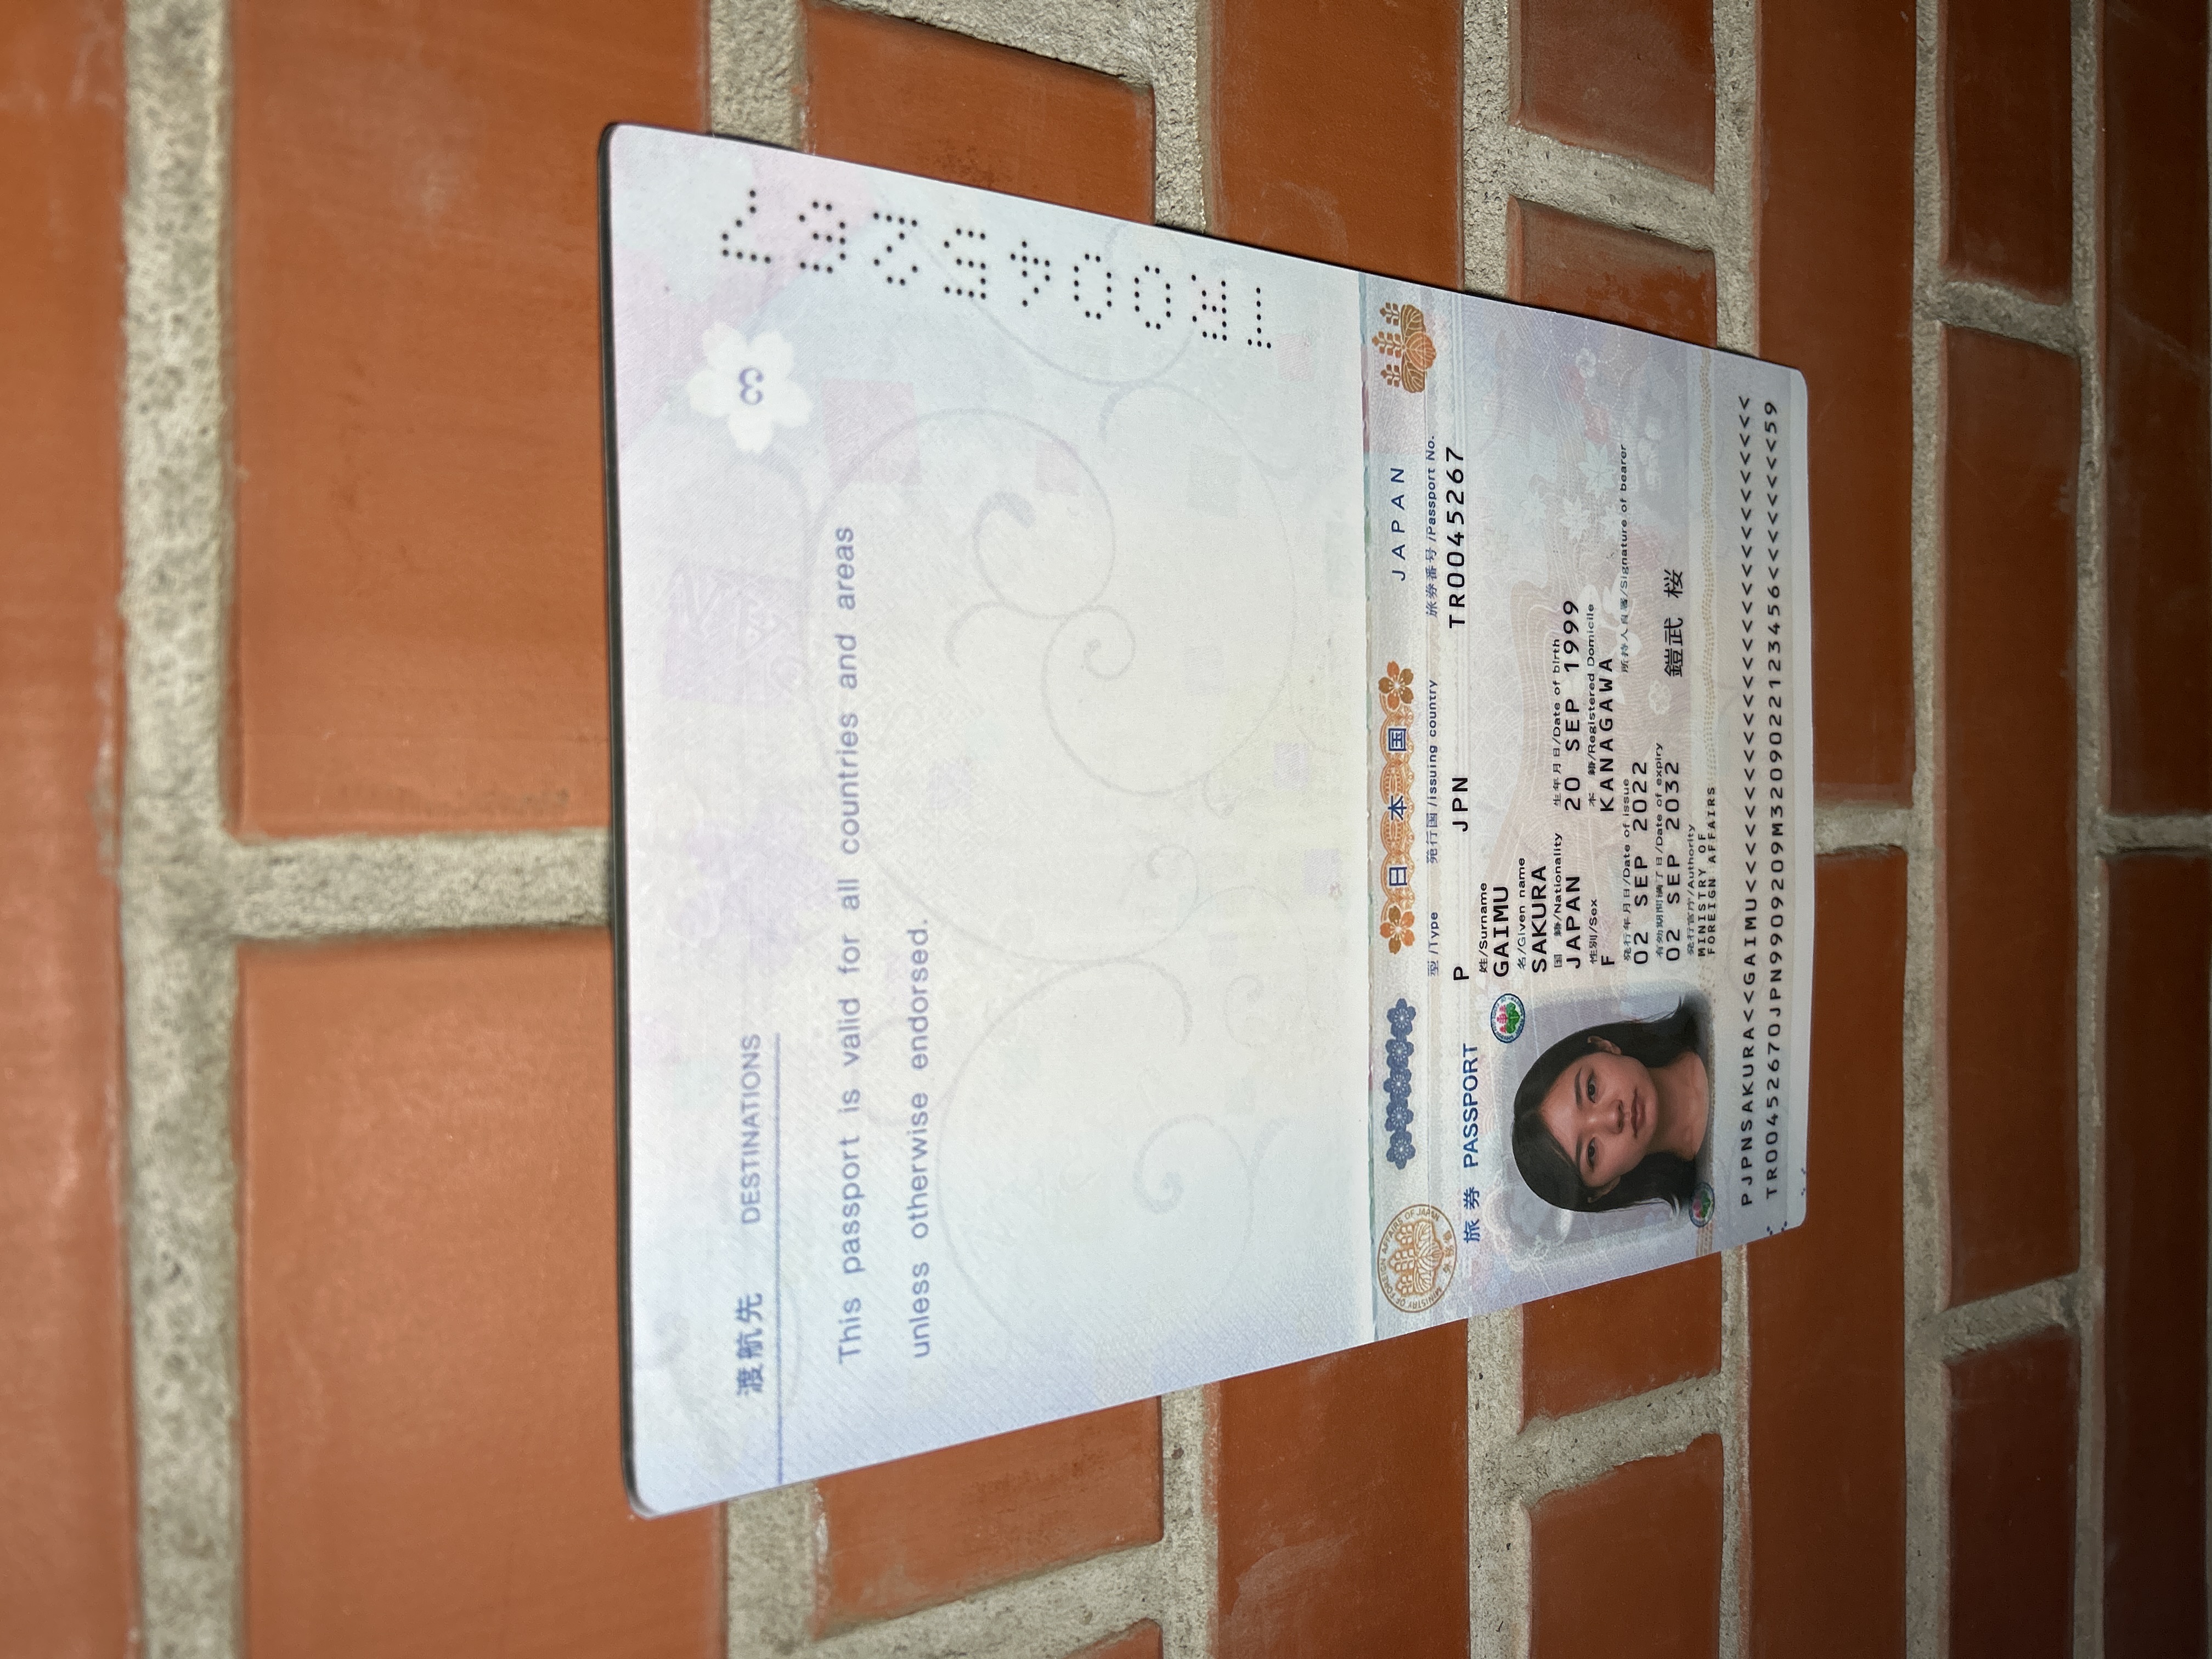 渡航先 DESTINATIONS
3
This passport is valid for all countries and areas
unless otherwise endorsed.
TR0045267
MINISTRY OF FOREIGN AFFAIRS OF JAPAN
外務省
日本国
JAPAN
旅券 PASSPORT
型/Type 発行国/Issuing country 旅券番号/Passport No.
P JPN TR0045267
姓/Surname
GAIMU
名/Given name
SAKURA
国 籍/Nationality 生年月日/Date of birth
JAPAN 20 SEP 1999
性別/Sex 本 籍/Registered Domicile
F KANAGAWA
発行年月日/Date of issue 所持人自署/Signature of bearer
02 SEP 2022
有効期間満了日/Date of expiry
02 SEP 2032 鎧武 桜
発行官庁/Authority
MINISTRY OF
FOREIGN AFFAIRS
PJPNSAKURA<<GAIMU<<<<<<<<<<<<<<<<<<<<<<<<<<<
TR00452670JPN9909209M3209022123456<<<<<<<<59